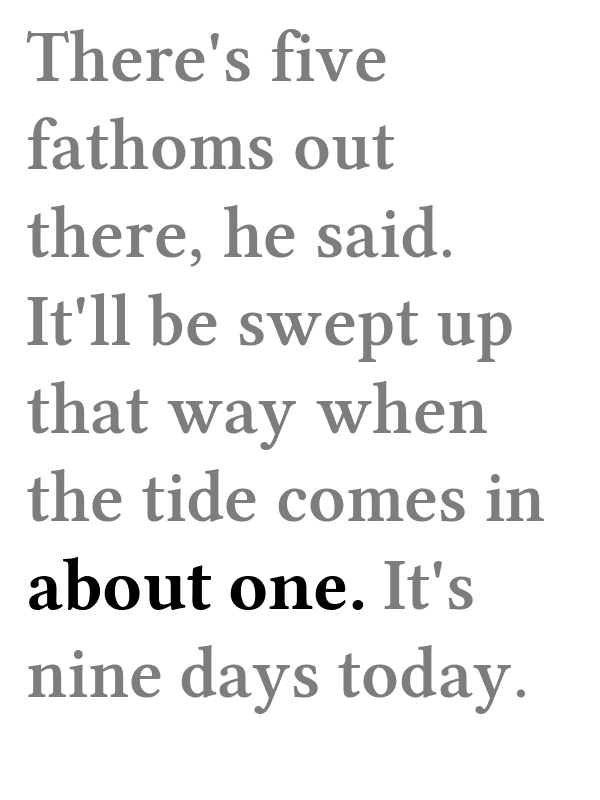 There's five
fathoms out
there, he said.
It'll be swept up
that way when
the tide comes in
about one. It's
nine days today.